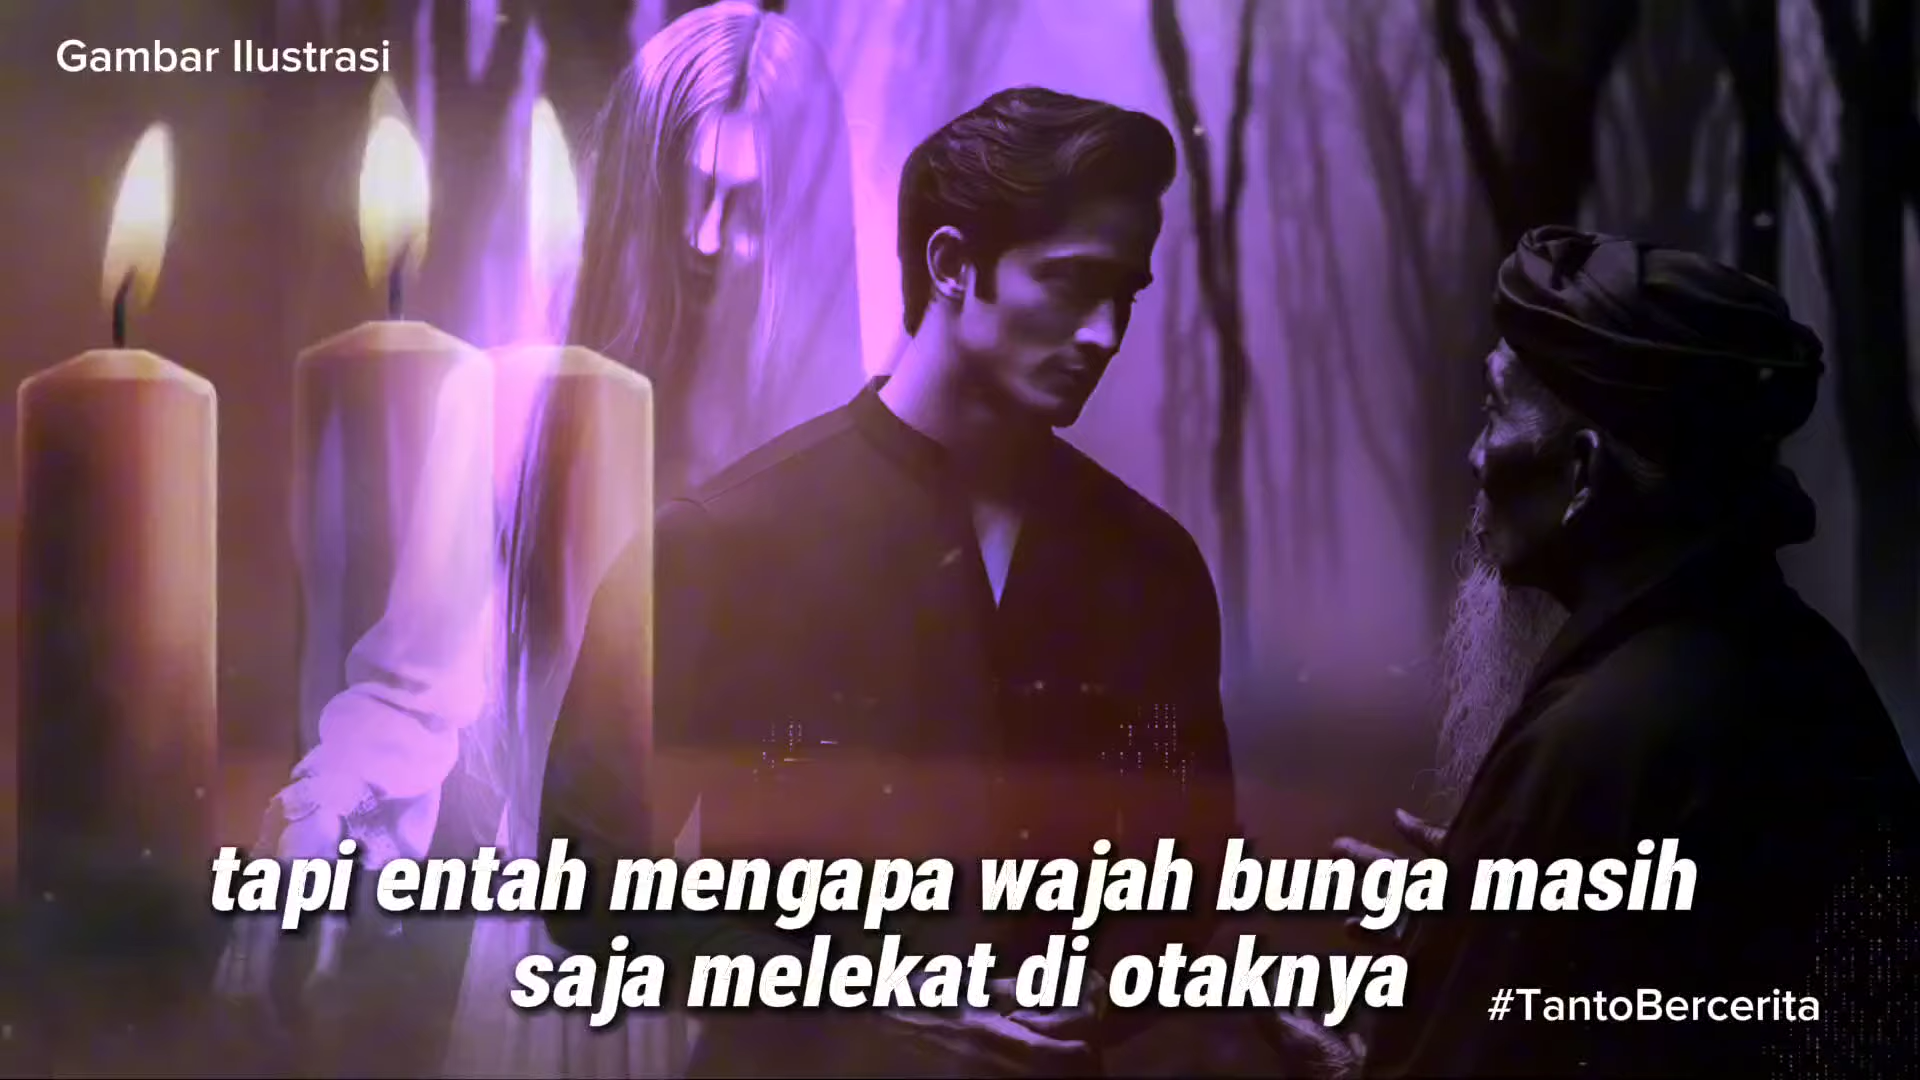 Gambar Ilustrasi
tapi entah mengapa wajah bunga masih
saja melekat di otaknya
#TantoBercerita